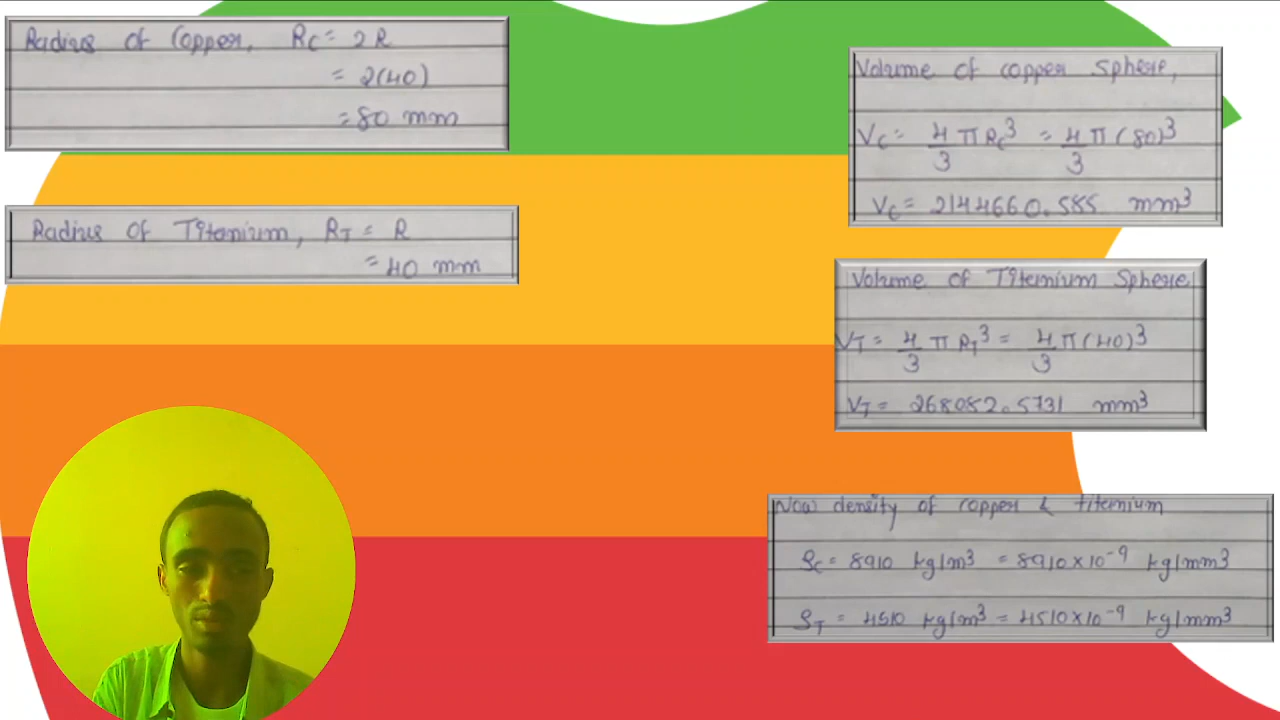 Radius of Copper, RC = 2R
= 2(40)
= 80 mm
Radius of Titanium, RT = R
= 40 mm
Volume of copper sphere,
VC = 4/3 π RC³ = 4/3 π (80)³
VC = 2144660.585 mm³
Volume of Titanium Sphere
VT = 4/3 π RT³ = 4/3 π (40)³
VT = 268082.5731 mm³
Now density of copper & titanium
ρC = 8910 kg/m³ = 8910 × 10⁻⁹ kg/mm³
ρT = 4510 kg/m³ = 4510 × 10⁻⁹ kg/mm³